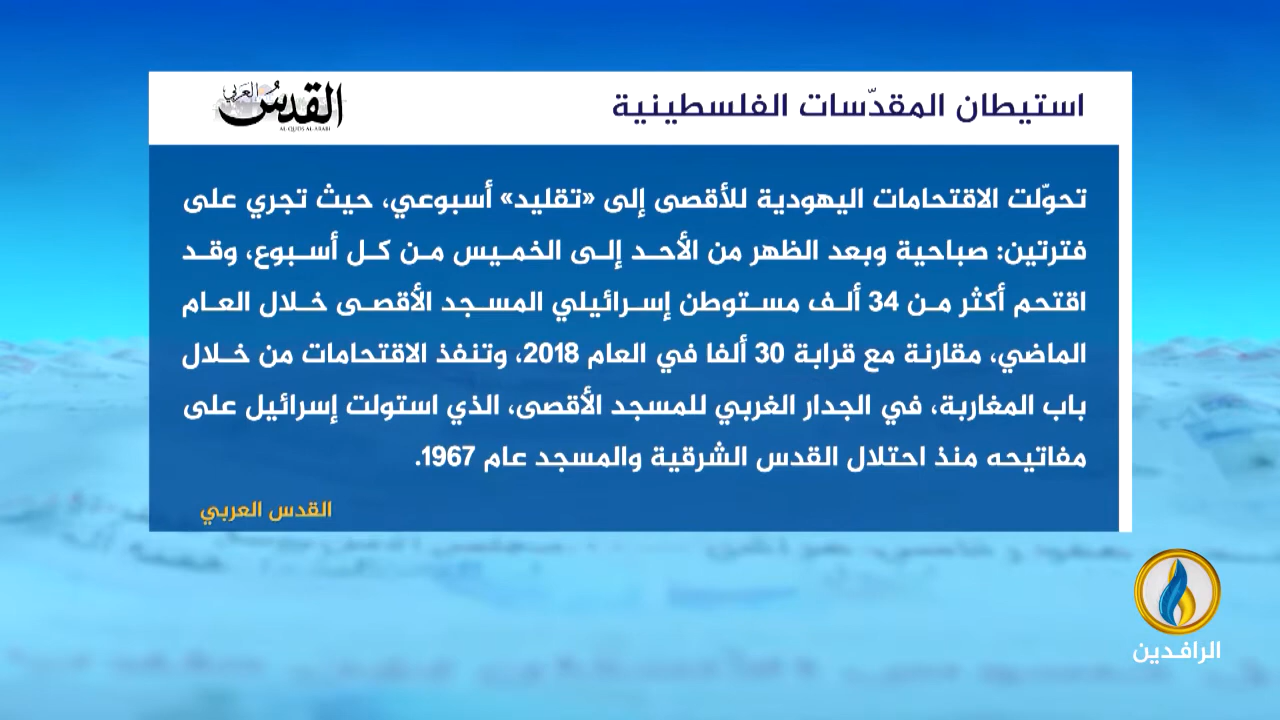 استيطان المقدّسات الفلسطينية
القدس العربي
AL-QUDS AL-ARABI
تحوّلت الاقتحامات اليهودية للأقصى إلى «تقليد» أسبوعي، حيث تجري على
فترتين: صباحية وبعد الظهر من الأحد إلى الخميس من كل أسبوع، وقد
اقتحم أكثر من 34 ألف مستوطن إسرائيلي المسجد الأقصى خلال العام
الماضي، مقارنة مع قرابة 30 ألفا في العام 2018، وتنفذ الاقتحامات من خلال
باب المغاربة، في الجدار الغربي للمسجد الأقصى، الذي استولت إسرائيل على
مفاتيحه منذ احتلال القدس الشرقية والمسجد عام 1967.
القدس العربي
الرافدين